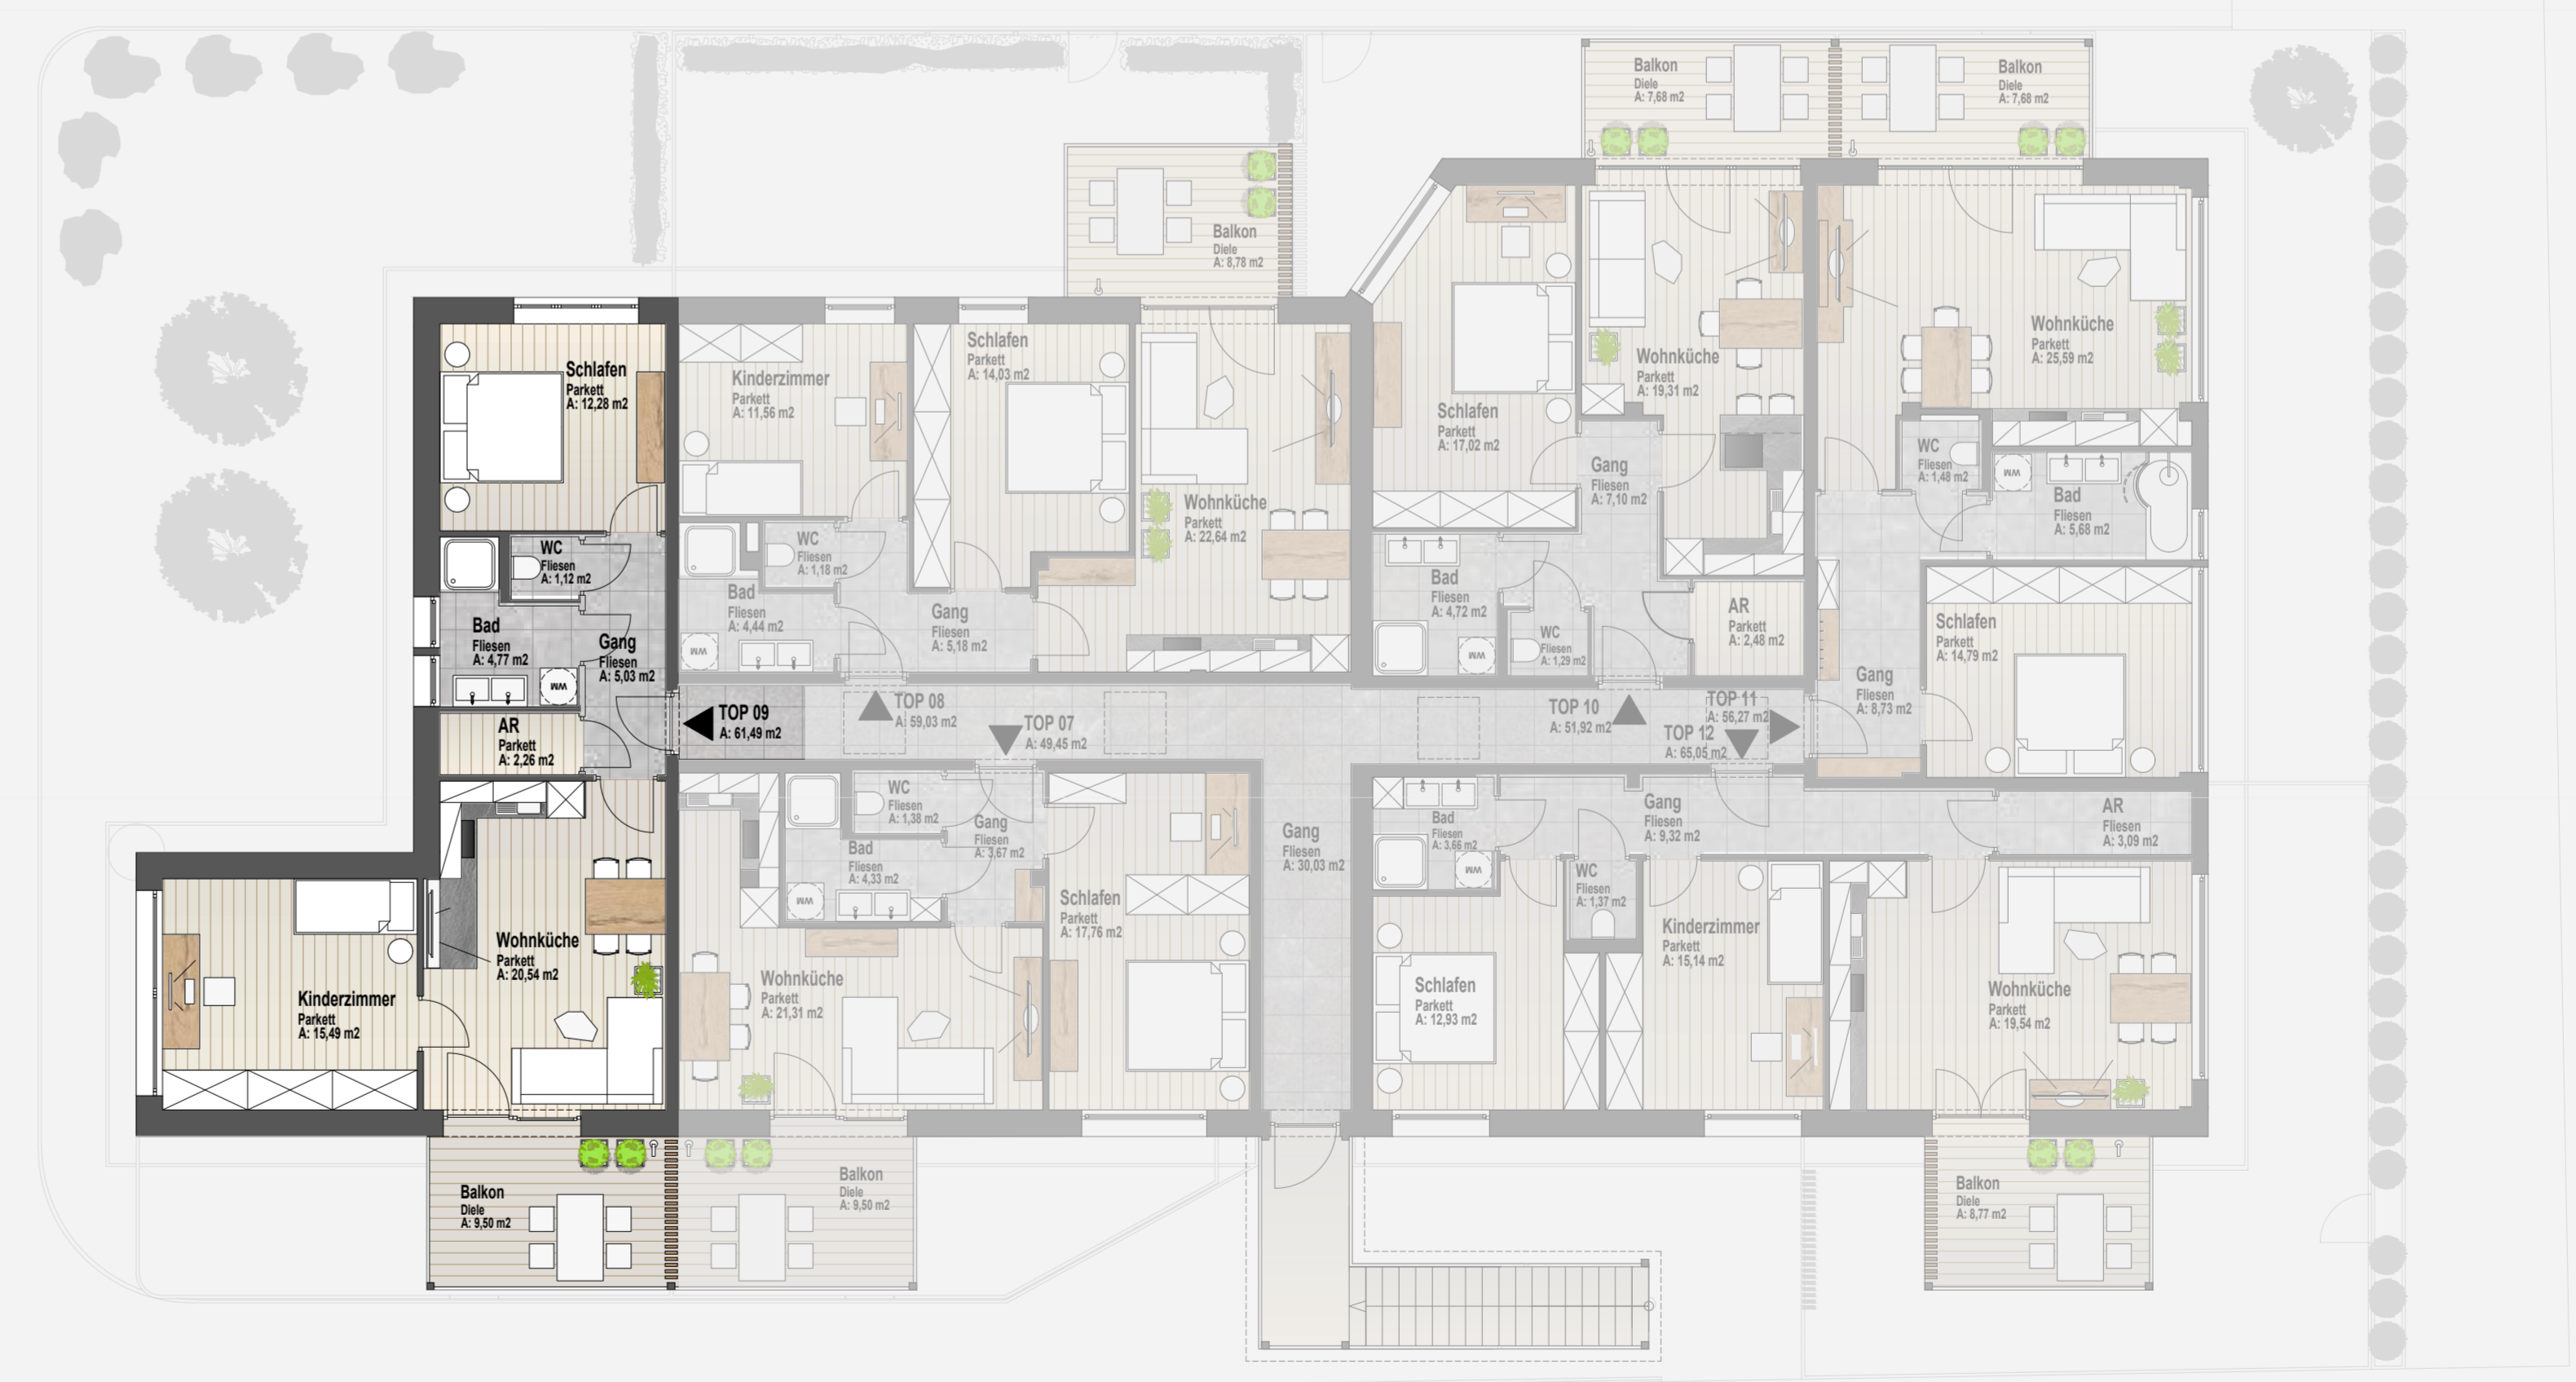 Balkon
Diele
A: 7,68 m2
Balkon
Diele
A: 7,68 m2
Balkon
Diele
A: 8,78 m2
Schlafen
Parkett
A: 12,28 m2
WC
Fliesen
A: 1,12 m2
Bad
Fliesen
A: 4,77 m2
WM
Gang
Fliesen
A: 5,03 m2
AR
Parkett
A: 2,26 m2
TOP 09
A: 61,49 m2
Wohnküche
Parkett
A: 20,54 m2
Kinderzimmer
Parkett
A: 15,49 m2
Balkon
Diele
A: 9,50 m2
Kinderzimmer
Parkett
A: 11,56 m2
Schlafen
Parkett
A: 14,03 m2
Wohnküche
Parkett
A: 22,64 m2
WC
Fliesen
A: 1,18 m2
Bad
Fliesen
A: 4,44 m2
WM
Gang
Fliesen
A: 5,18 m2
TOP 08
A: 59,03 m2
TOP 07
A: 49,45 m2
WC
Fliesen
A: 1,38 m2
Bad
Fliesen
A: 4,33 m2
WM
Gang
Fliesen
A: 3,67 m2
Schlafen
Parkett
A: 17,76 m2
Wohnküche
Parkett
A: 21,31 m2
Balkon
Diele
A: 9,50 m2
Gang
Fliesen
A: 30,03 m2
Schlafen
Parkett
A: 17,02 m2
Wohnküche
Parkett
A: 19,31 m2
Gang
Fliesen
A: 7,10 m2
Bad
Fliesen
A: 4,72 m2
WM
WC
Fliesen
A: 1,29 m2
AR
Parkett
A: 2,48 m2
TOP 10
A: 51,92 m2
TOP 11
A: 56,27 m2
TOP 12
A: 65,05 m2
Wohnküche
Parkett
A: 25,59 m2
WC
Fliesen
A: 1,48 m2
WM
Bad
Fliesen
A: 5,68 m2
Schlafen
Parkett
A: 14,79 m2
Gang
Fliesen
A: 8,73 m2
Bad
Fliesen
A: 3,66 m2
WM
Gang
Fliesen
A: 9,32 m2
AR
Fliesen
A: 3,09 m2
WC
Fliesen
A: 1,37 m2
Schlafen
Parkett
A: 12,93 m2
Kinderzimmer
Parkett
A: 15,14 m2
Wohnküche
Parkett
A: 19,54 m2
Balkon
Diele
A: 8,77 m2